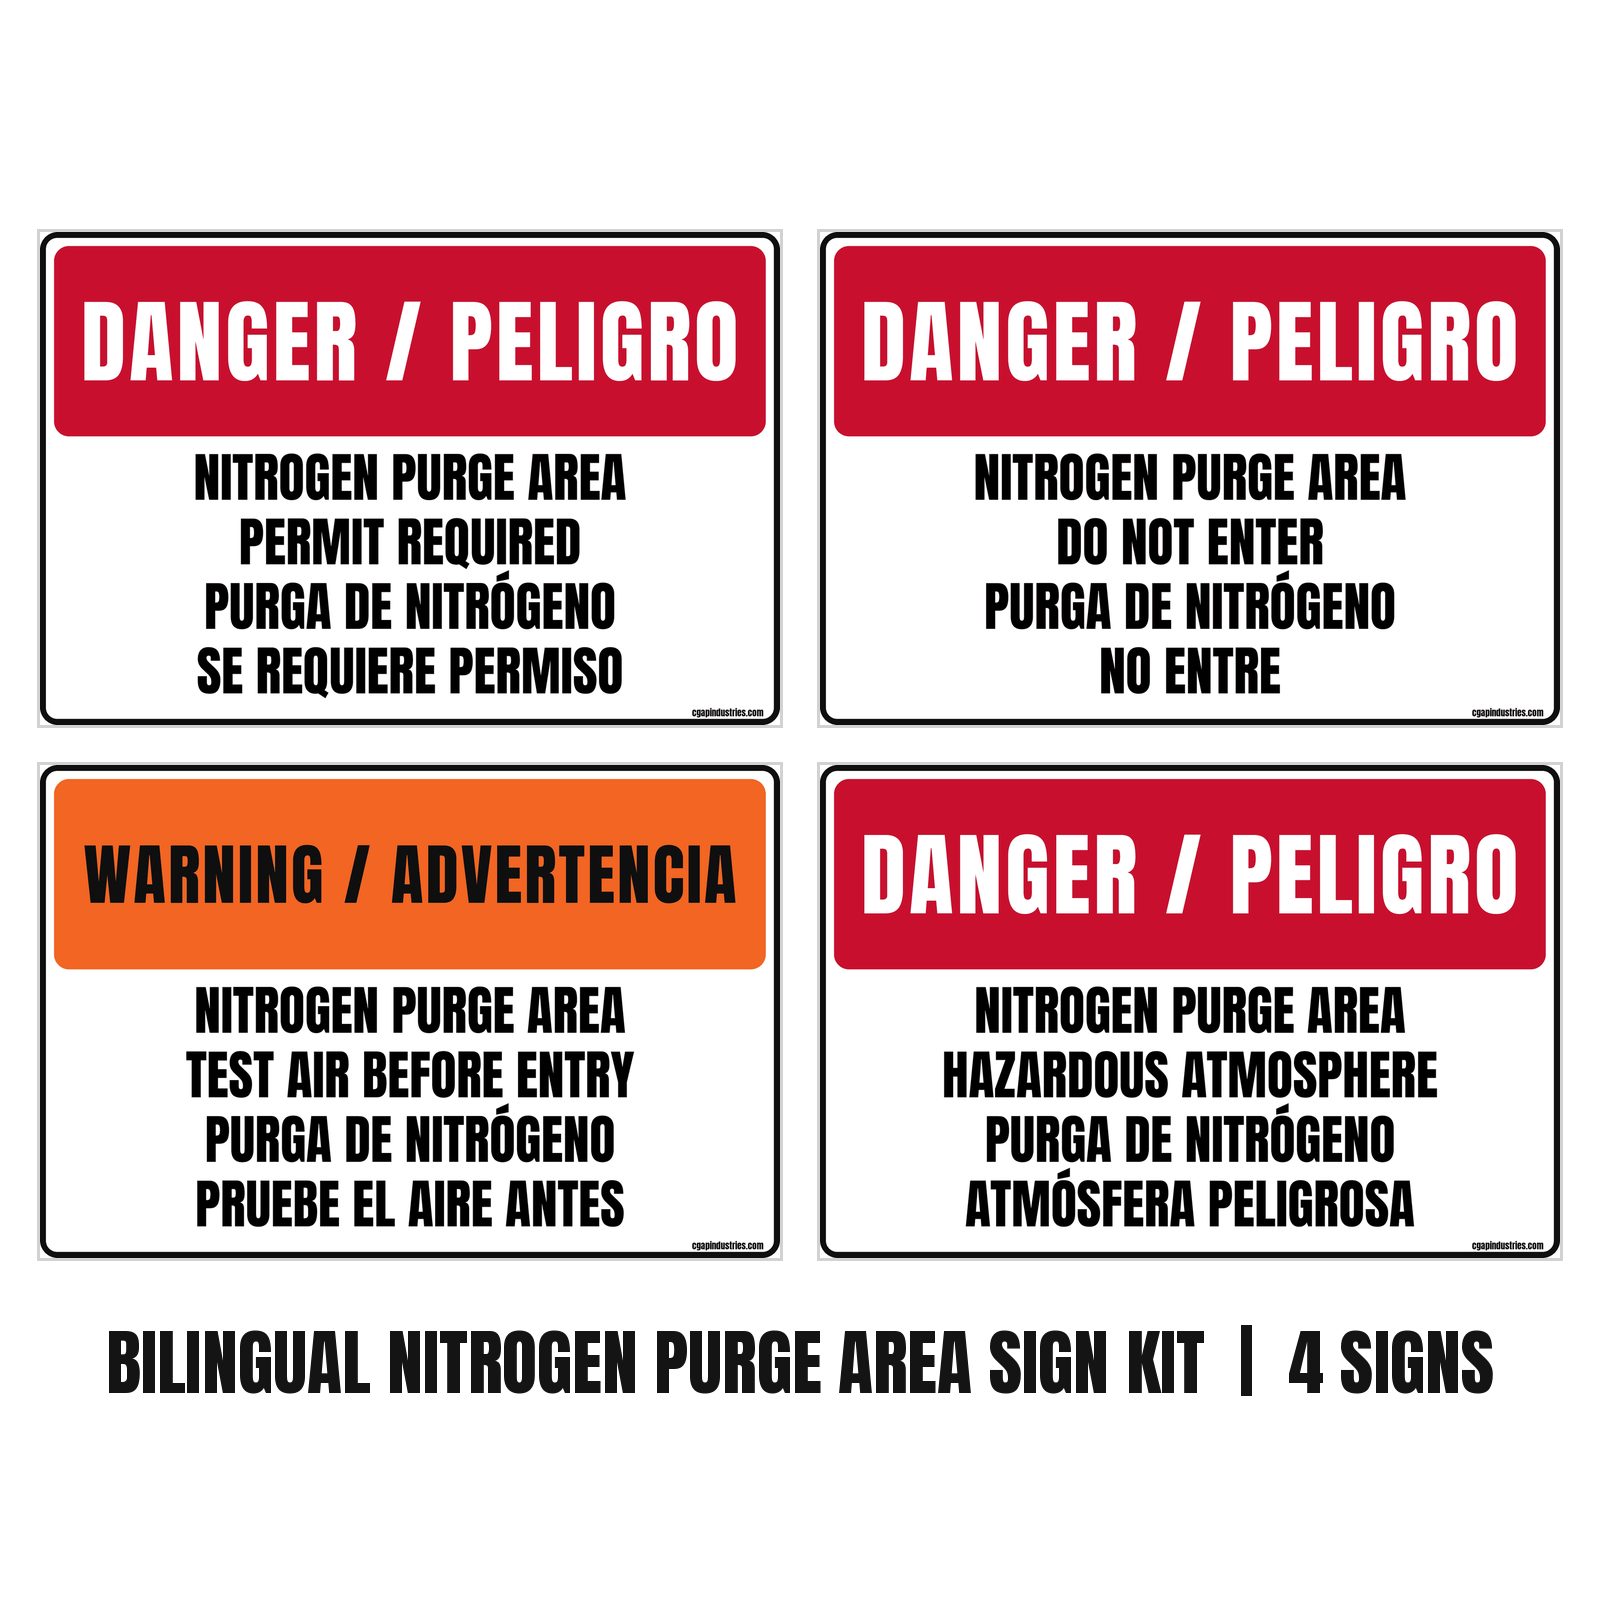 DANGER / PELIGRO
NITROGEN PURGE AREA
PERMIT REQUIRED
PURGA DE NITRÓGENO
SE REQUIERE PERMISO
cgapindustries.com
DANGER / PELIGRO
NITROGEN PURGE AREA
DO NOT ENTER
PURGA DE NITRÓGENO
NO ENTRE
cgapindustries.com
WARNING / ADVERTENCIA
NITROGEN PURGE AREA
TEST AIR BEFORE ENTRY
PURGA DE NITRÓGENO
PRUEBE EL AIRE ANTES
cgapindustries.com
DANGER / PELIGRO
NITROGEN PURGE AREA
HAZARDOUS ATMOSPHERE
PURGA DE NITRÓGENO
ATMÓSFERA PELIGROSA
cgapindustries.com
BILINGUAL NITROGEN PURGE AREA SIGN KIT | 4 SIGNS